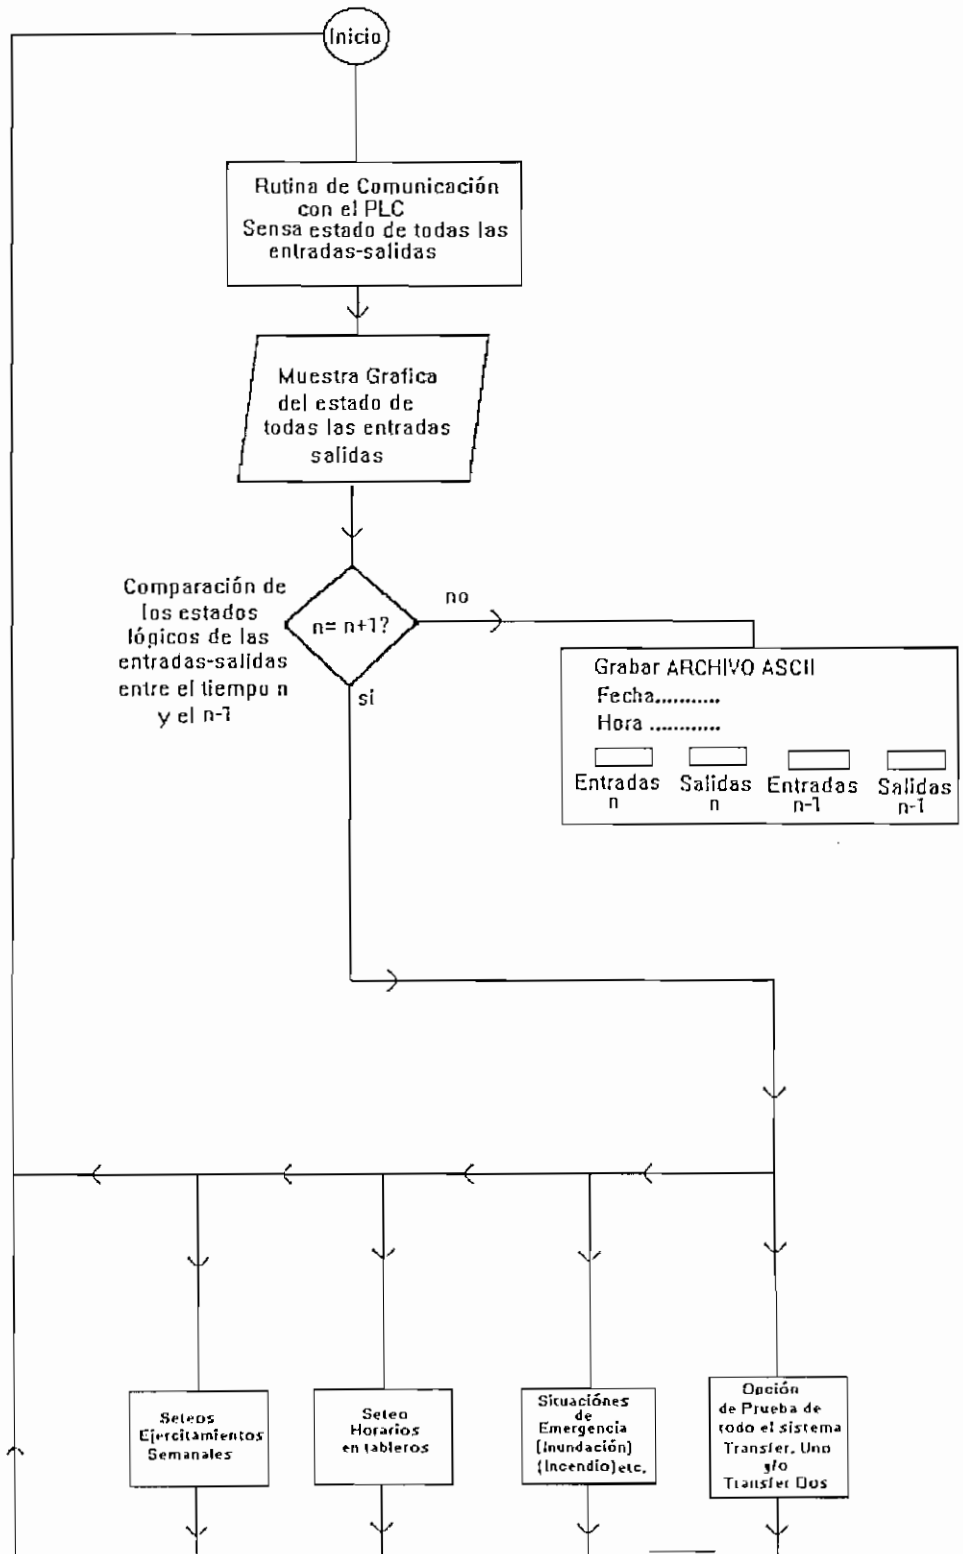 Inicio
Rutina de Comunicación
con el PLC
Sensa estado de todas las
entradas-salidas
Muestra Grafica
del estado de
todas las entradas
salidas
Comparación de
los estados
lógicos de las
entradas-salidas
entre el tiempo n
y el n-1
n= n+1?
no
si
Grabar ARCHIVO ASCII
Fecha...........
Hora ............
Entradas n
Salidas n
Entradas n-1
Salidas n-1
Seteos
Ejercitamientos
Semanales
Seteo
Horarios
en tableros
Situaciónes
de
Emergencia
(Inundación)
(Incendio)etc.
Opción
de Prueba de
todo el sistema
Transfer. Uno
y/o
Transfer Dos